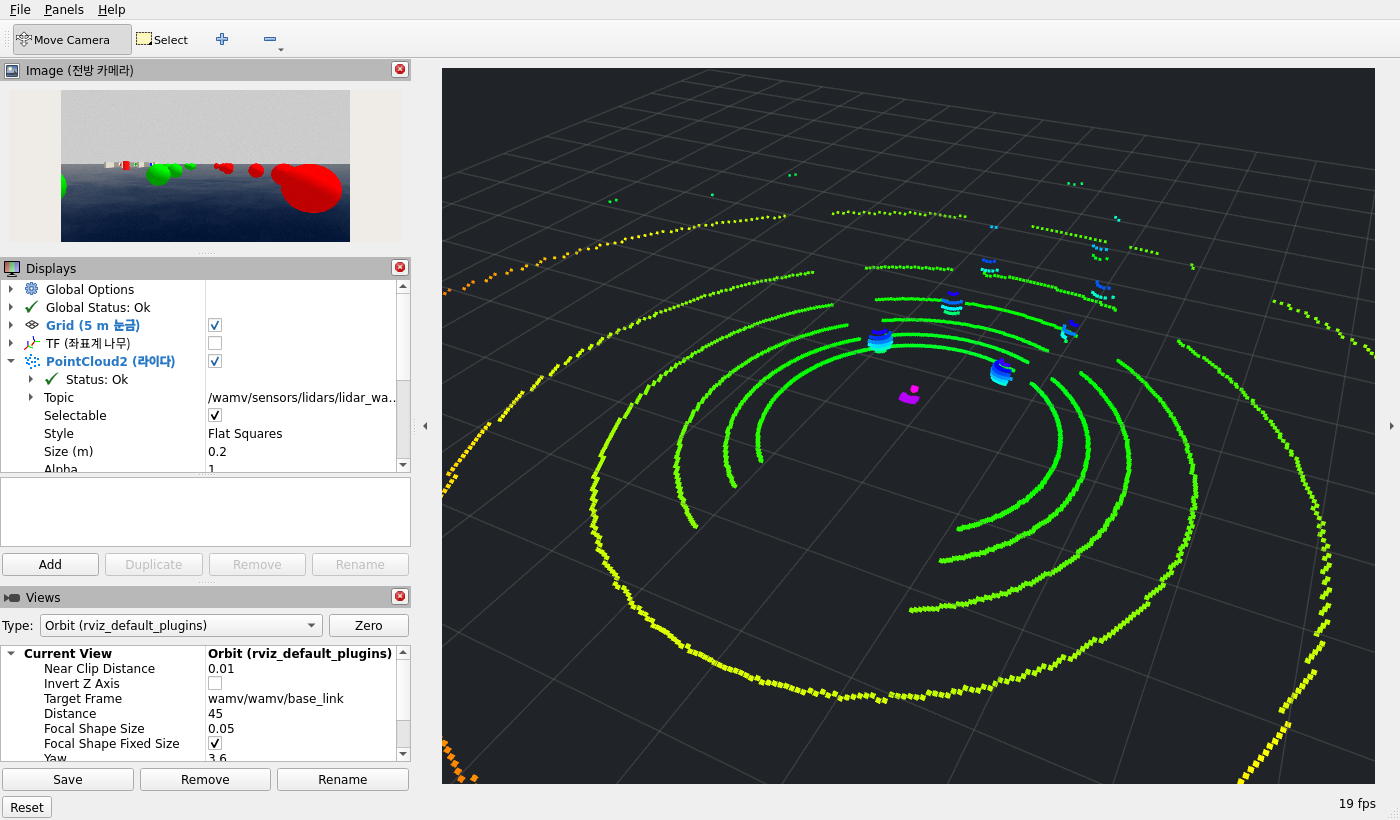 File Panels Help
Move Camera Select
Image (전방 카메라)
Displays
Global Options
Global Status: Ok
Grid (5 m 눈금)
TF (좌표계 나무)
PointCloud2 (라이다)
Status: Ok
Topic /wamv/sensors/lidars/lidar_wa...
Selectable
Style Flat Squares
Size (m) 0.2
Alpha 1
Add Duplicate Remove Rename
Views
Type: Orbit (rviz_default_plugins) Zero
Current View Orbit (rviz_default_plugins)
Near Clip Distance 0.01
Invert Z Axis
Target Frame wamv/wamv/base_link
Distance 45
Focal Shape Size 0.05
Focal Shape Fixed Size
Yaw 3.6
Save Remove Rename
Reset
19 fps